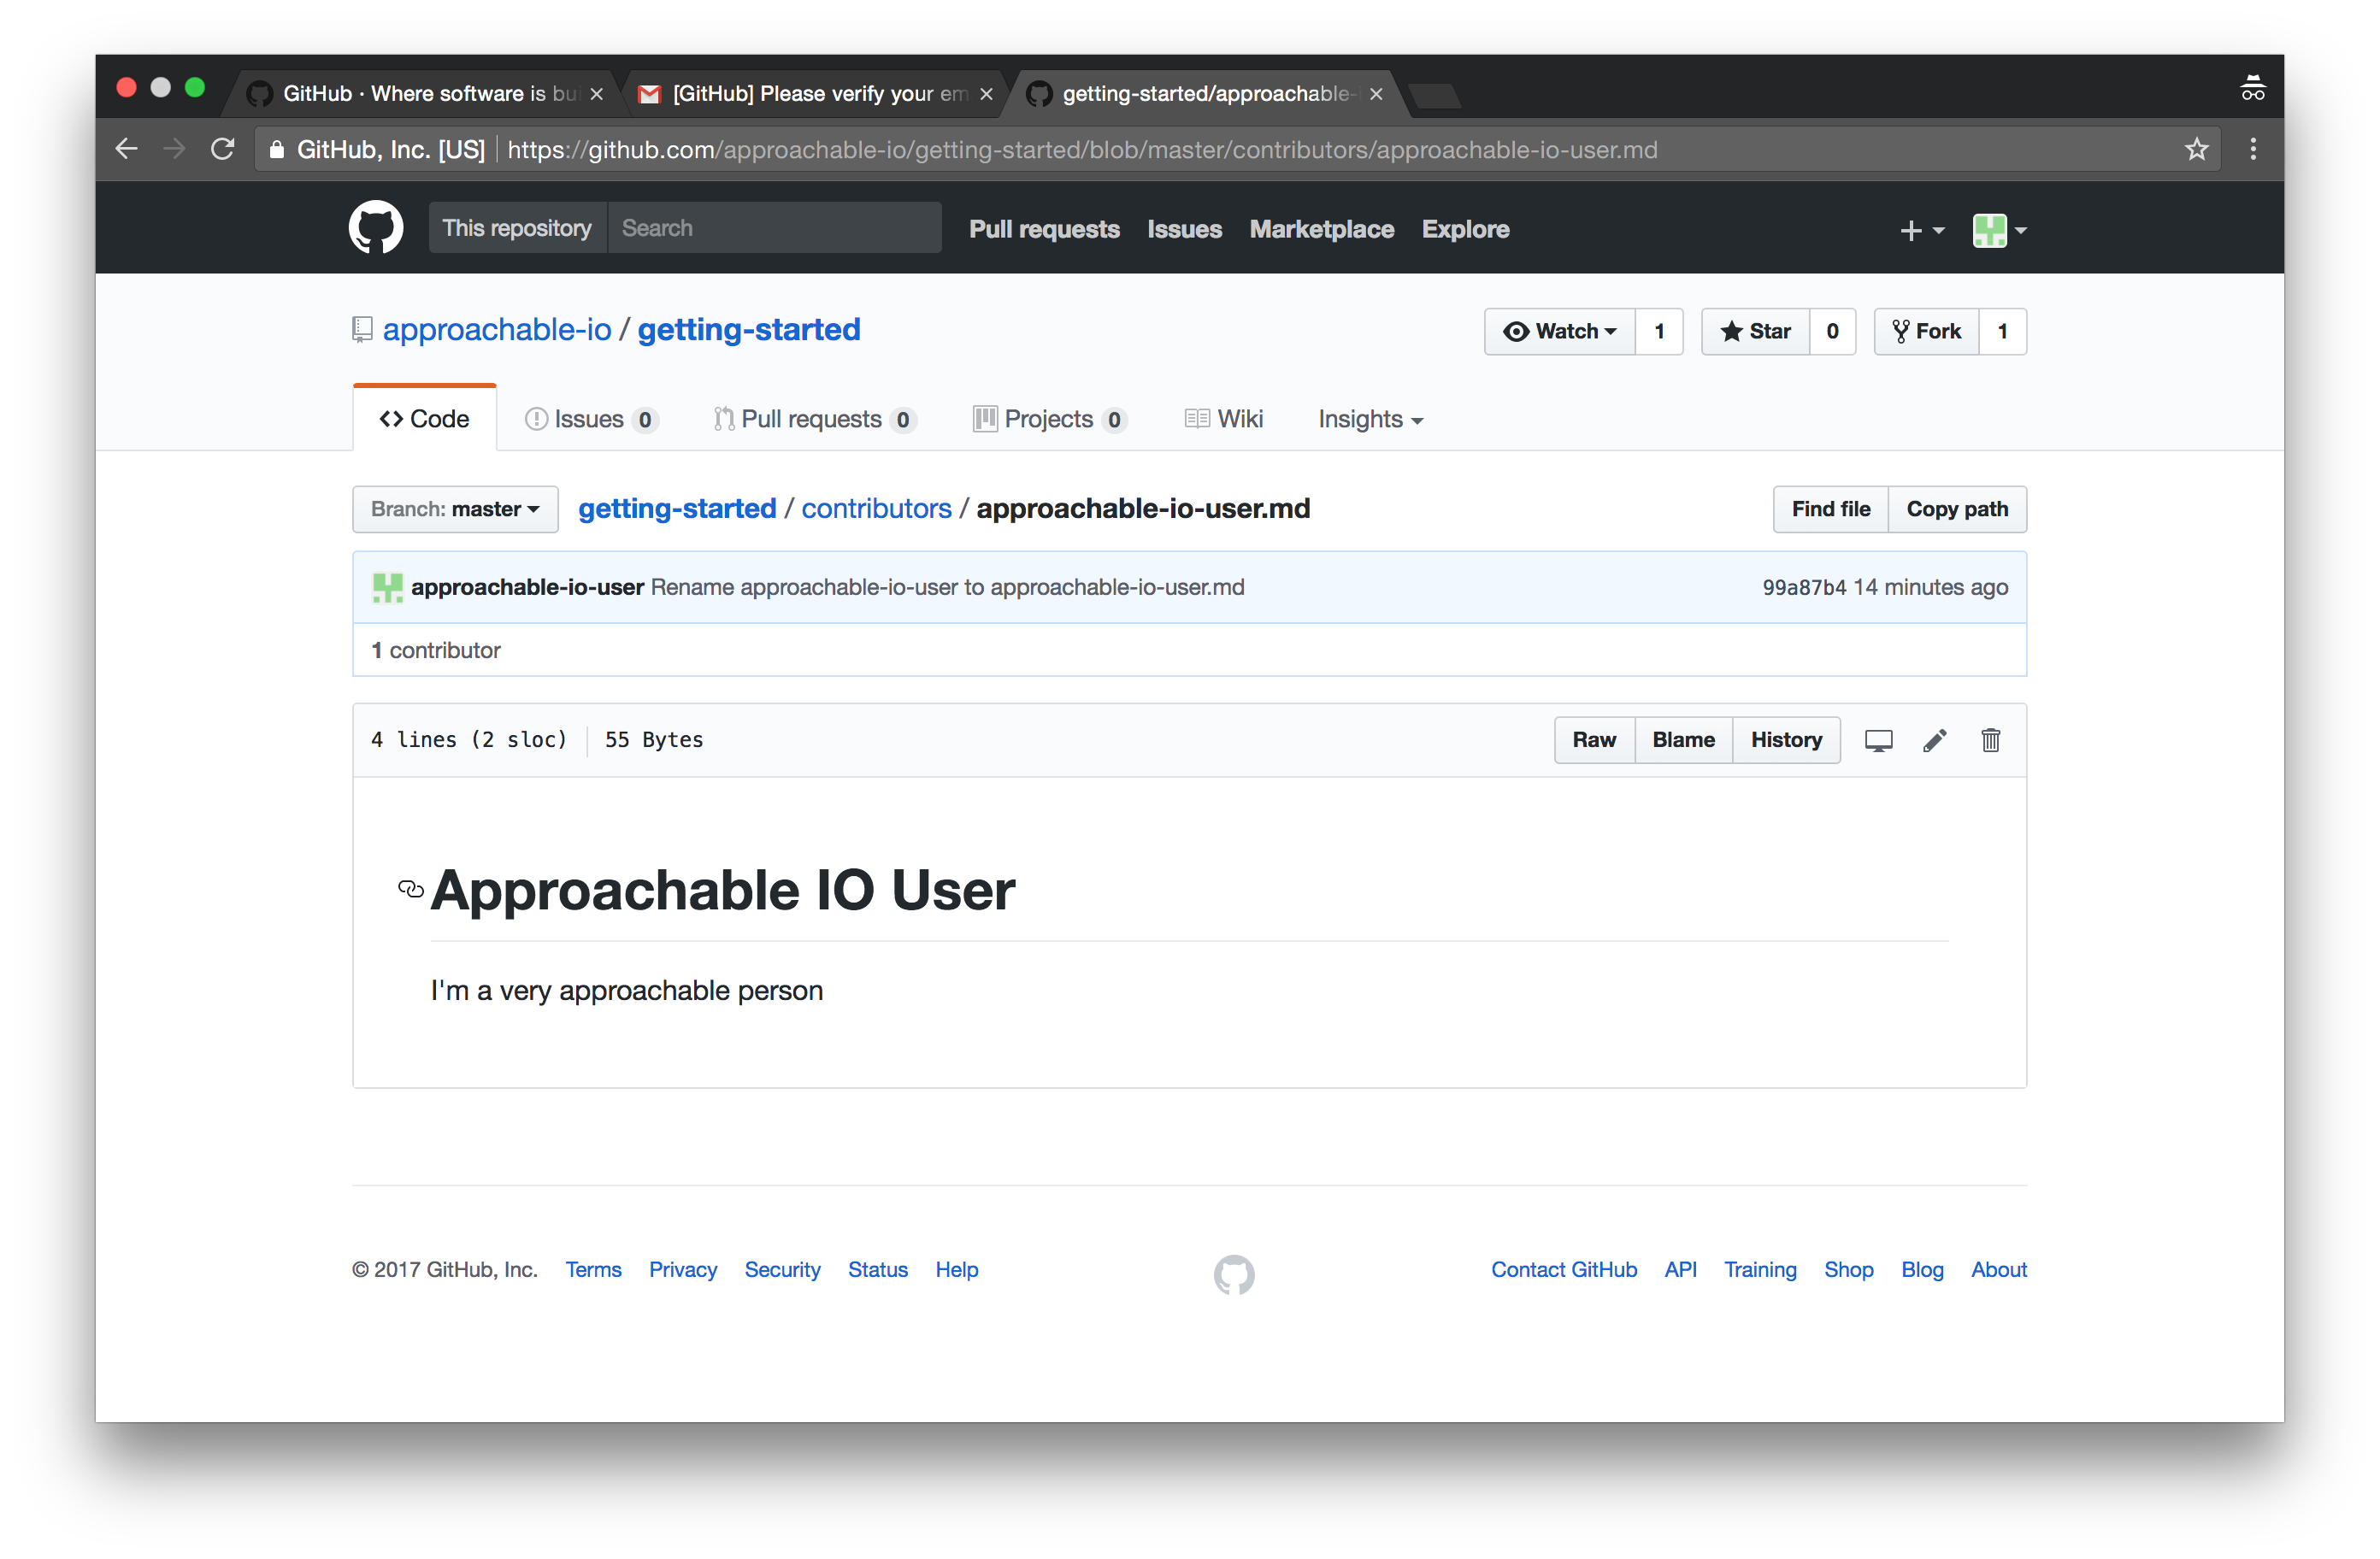 GitHub · Where software is bui
[GitHub] Please verify your em
getting-started/approachable-
GitHub, Inc. [US] https://github.com/approachable-io/getting-started/blob/master/contributors/approachable-io-user.md
This repository Search Pull requests Issues Marketplace Explore
approachable-io / getting-started
Watch 1 Star 0 Fork 1
Code Issues 0 Pull requests 0 Projects 0 Wiki Insights
Branch: master getting-started / contributors / approachable-io-user.md Find file Copy path
approachable-io-user Rename approachable-io-user to approachable-io-user.md 99a87b4 14 minutes ago
1 contributor
4 lines (2 sloc) 55 Bytes Raw Blame History
Approachable IO User
I'm a very approachable person
© 2017 GitHub, Inc. Terms Privacy Security Status Help Contact GitHub API Training Shop Blog About